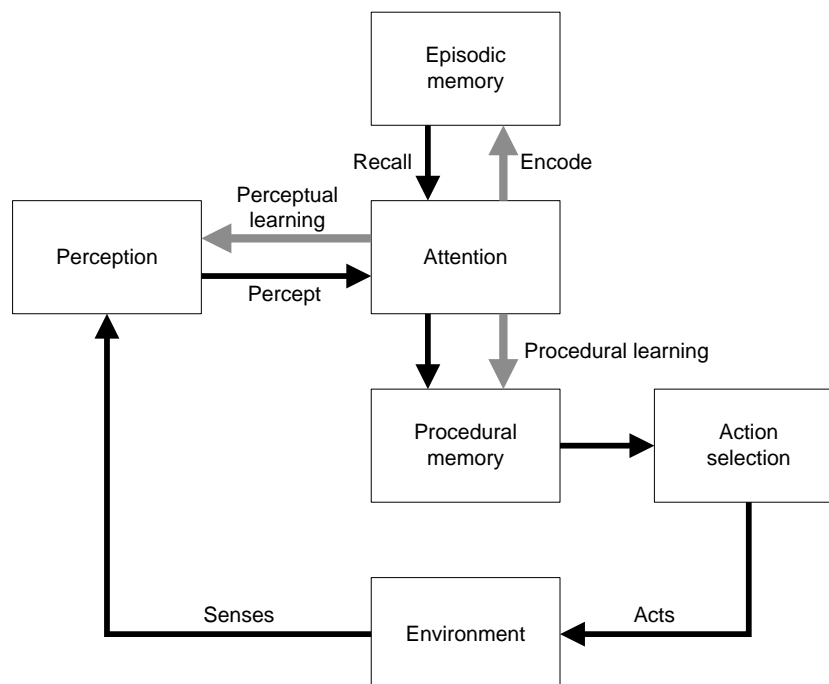 Episodic
memory
Recall
Encode
Perceptual
learning
Perception
Attention
Percept
Procedural learning
Procedural
memory
Action
selection
Senses
Environment
Acts